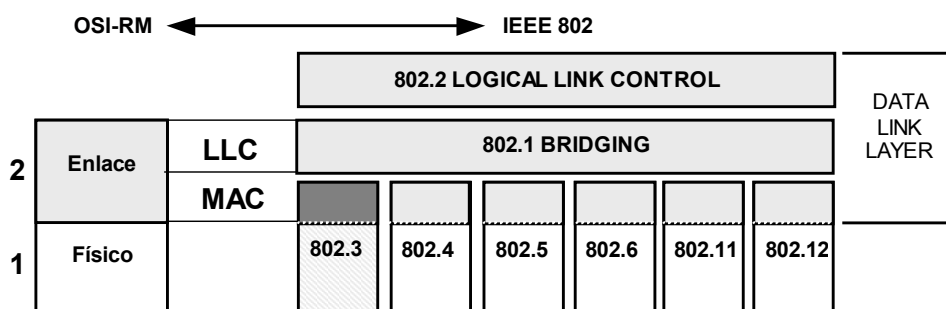 OSI-RM IEEE 802
802.2 LOGICAL LINK CONTROL
DATA
LINK
LAYER
2 Enlace LLC 802.1 BRIDGING
MAC
1 Físico 802.3 802.4 802.5 802.6 802.11 802.12